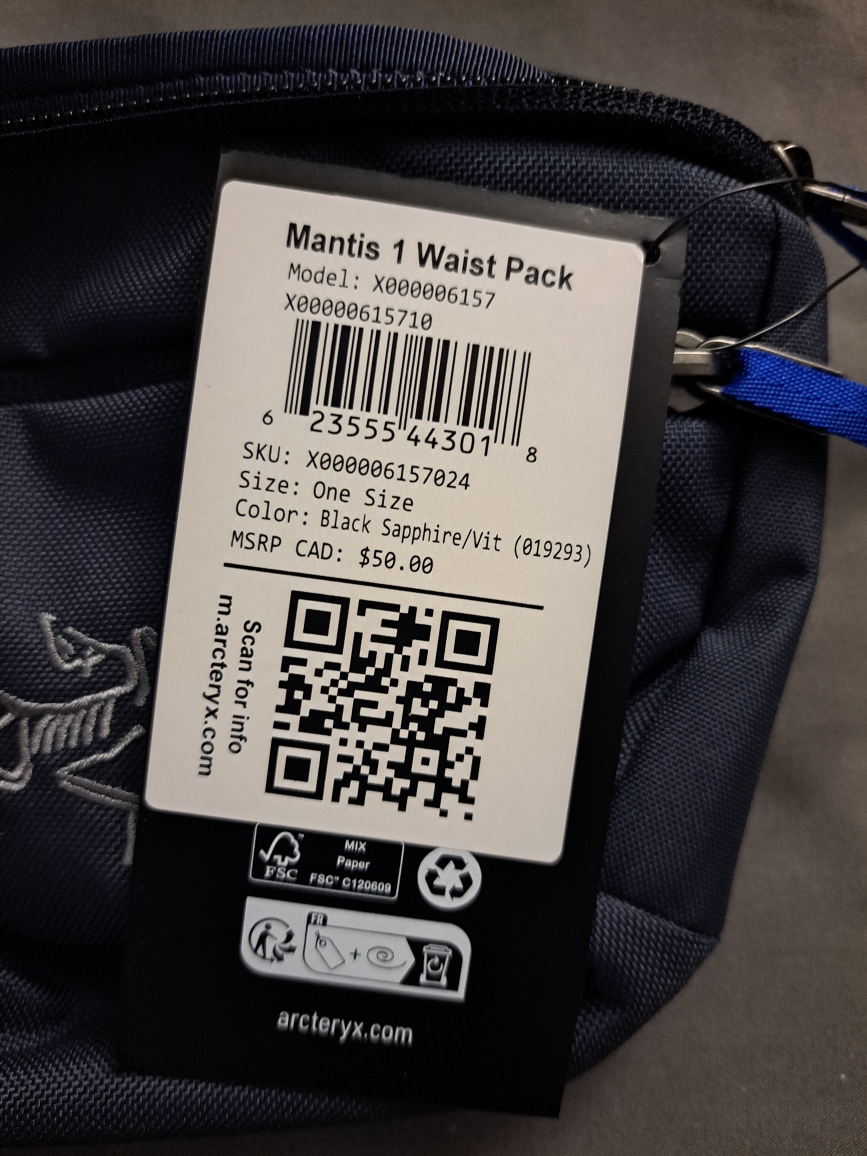 Mantis 1 Waist Pack
Model: X000006157
X00000615710
6 23555 44301 8
SKU: X000006157024
Size: One Size
Color: Black Sapphire/Vit (019293)
MSRP CAD: $50.00
Scan for info
m.arcteryx.com
FSC™
MIX
Paper
FSC® C120609
FR
arcteryx.com